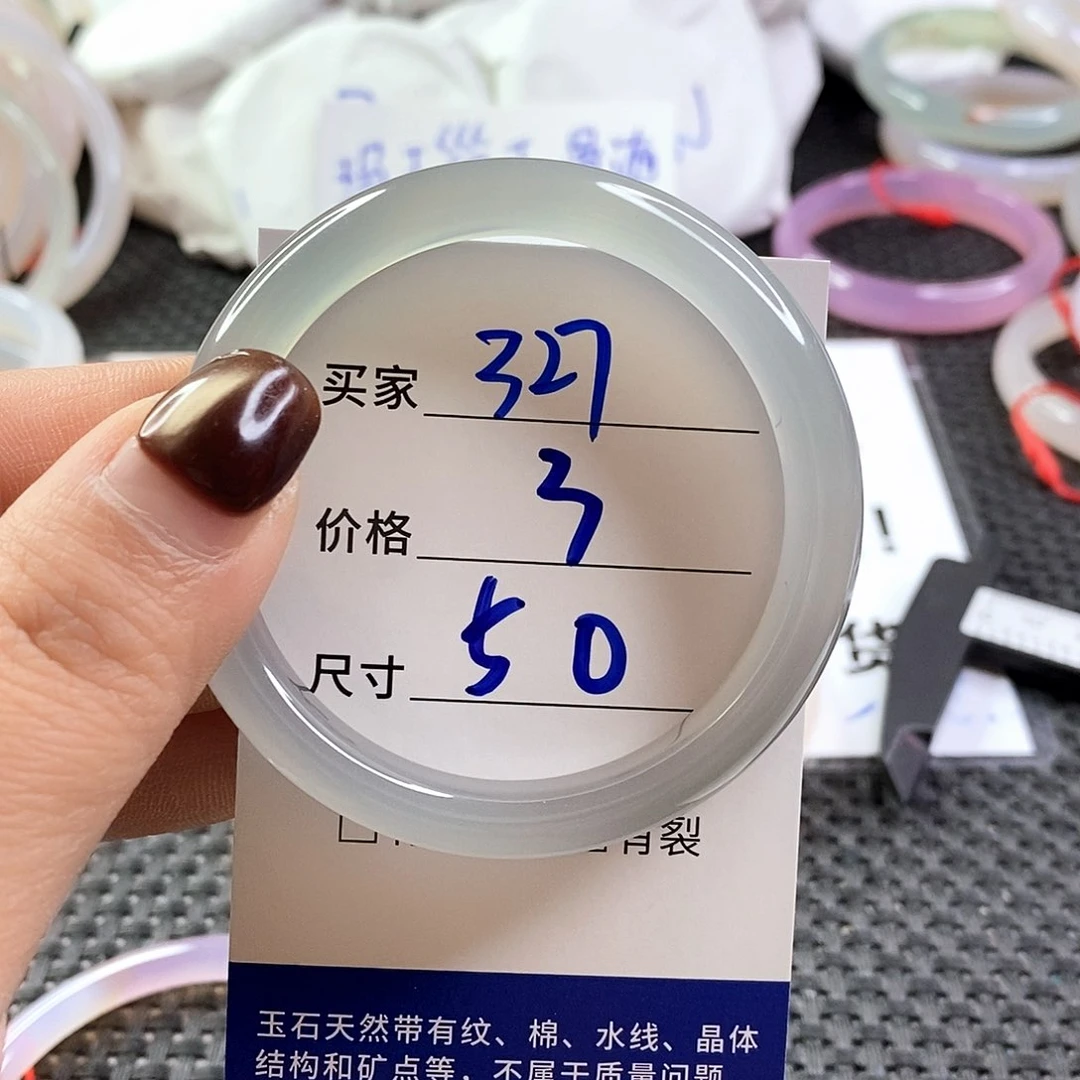 买家 327
价格 3
尺寸 50
有裂
玉石天然带有纹、棉、水线、晶体
结构和矿点等，不属于质量问题
！
货